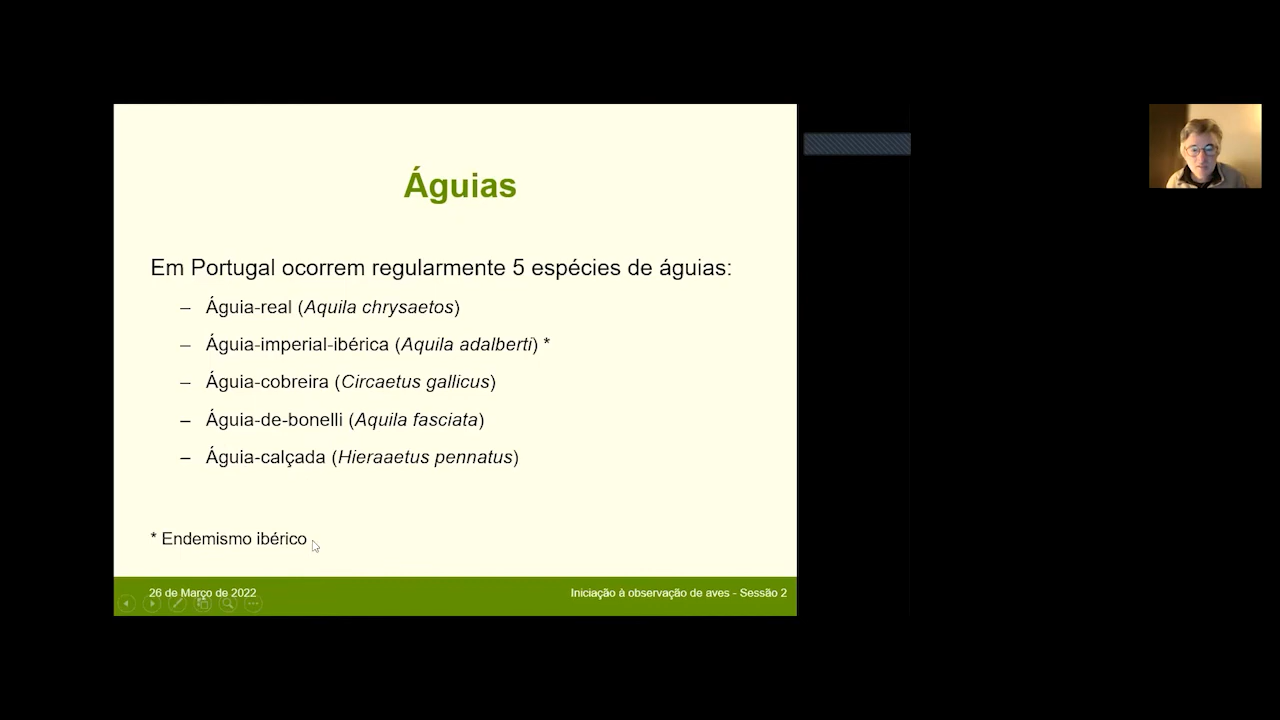 Águias
Em Portugal ocorrem regularmente 5 espécies de águias:
– Águia-real (Aquila chrysaetos)
– Águia-imperial-ibérica (Aquila adalberti) *
– Águia-cobreira (Circaetus gallicus)
– Águia-de-bonelli (Aquila fasciata)
– Águia-calçada (Hieraaetus pennatus)
* Endemismo ibérico
26 de Março de 2022
Iniciação à observação de aves - Sessão 2